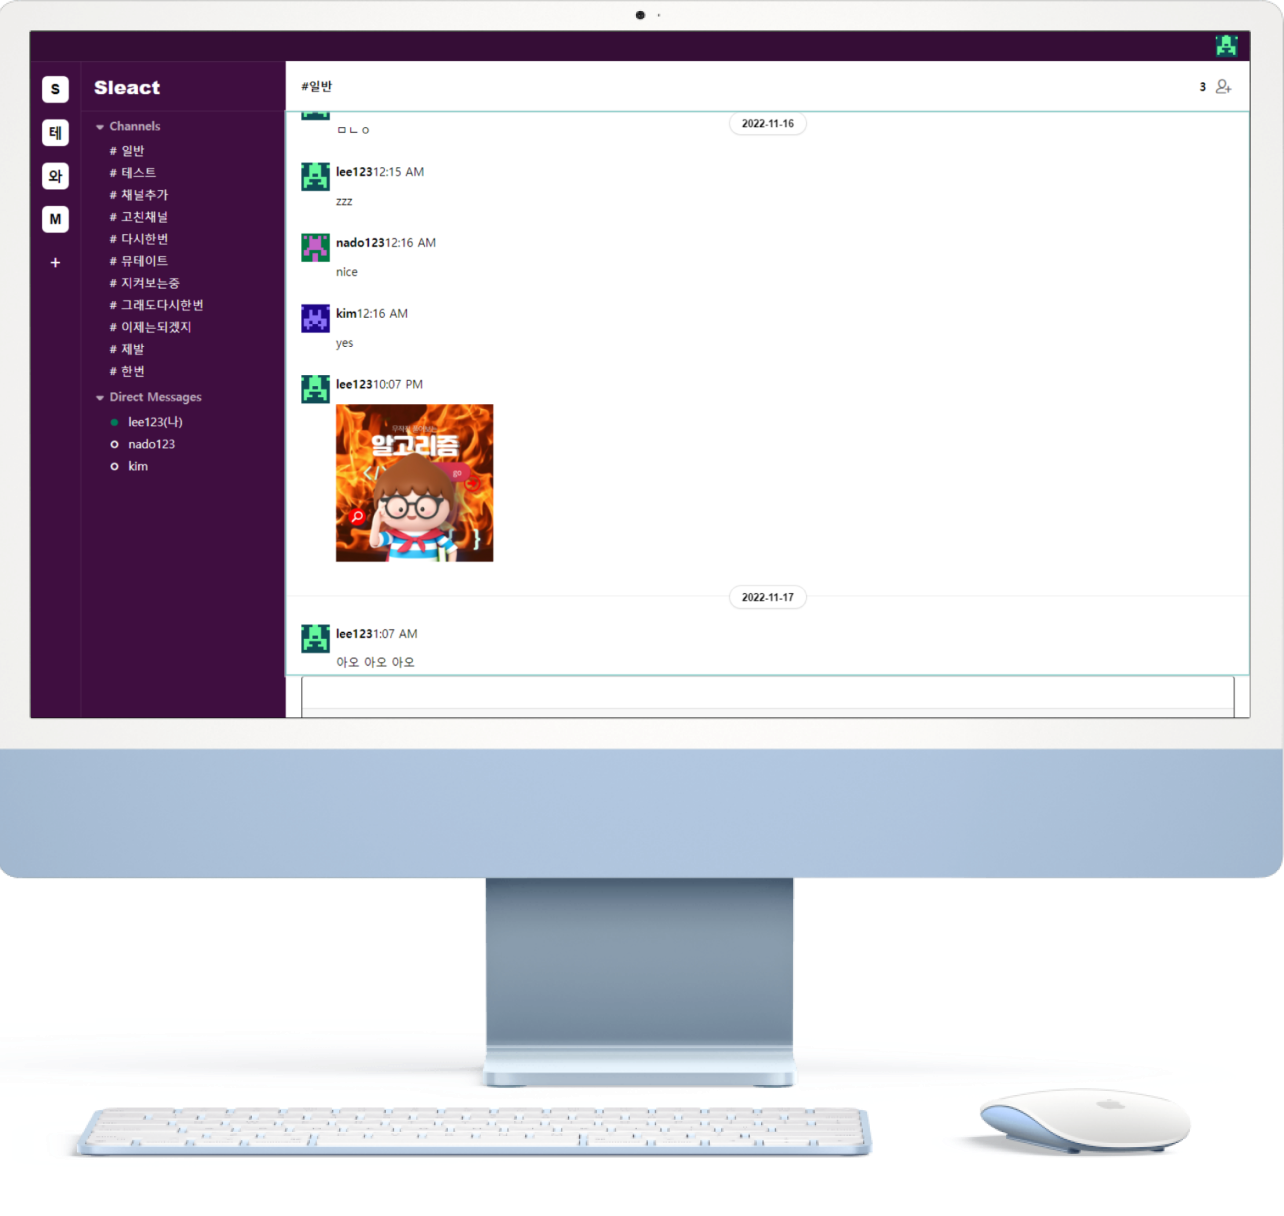 S
테
와
M
+
Sleact
Channels
# 일반
# 테스트
# 채널추가
# 고친채널
# 다시한번
# 뮤테이트
# 지켜보는중
# 그래도다시한번
# 이제는되겠지
# 제발
# 한번
Direct Messages
lee123(나)
nado123
kim
#일반
3
2022-11-16
ㅁㄴㅇ
lee12312:15 AM
zzz
nado12312:16 AM
nice
kim12:16 AM
yes
lee12310:07 PM
알고리즘
</
go
}
2022-11-17
lee1231:07 AM
아오 아오 아오